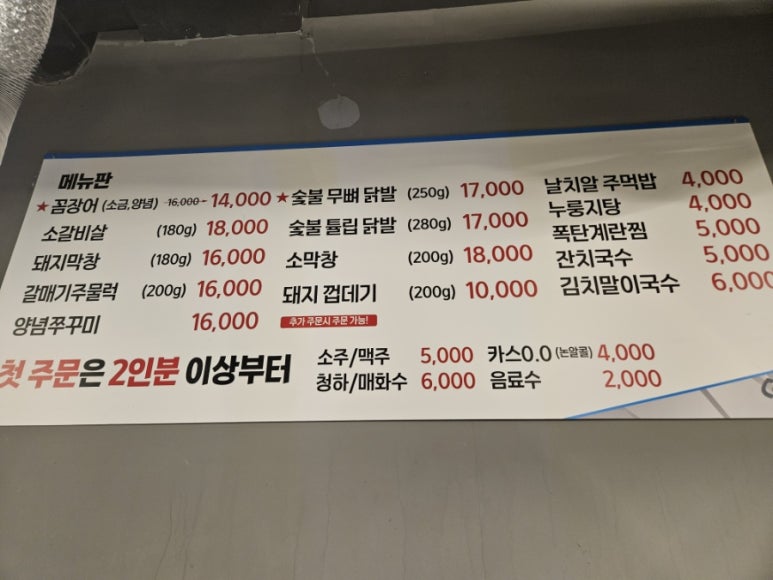 메뉴판
★꼼장어 (소금,양념) 16,000 14,000
소갈비살 (180g) 18,000
돼지막창 (180g) 16,000
갈매기주물럭 (200g) 16,000
양념쭈꾸미 16,000
★숯불 무뼈 닭발 (250g) 17,000
숯불 튤립 닭발 (280g) 17,000
소막창 (200g) 18,000
돼지 껍데기 (200g) 10,000
추가 주문시 주문 가능!
날치알 주먹밥 4,000
누룽지탕 4,000
폭탄계란찜 5,000
잔치국수 5,000
김치말이국수 6,000
첫 주문은 2인분 이상부터
소주/맥주 5,000
청하/매화수 6,000
카스0.0 (논알콜) 4,000
음료수 2,000